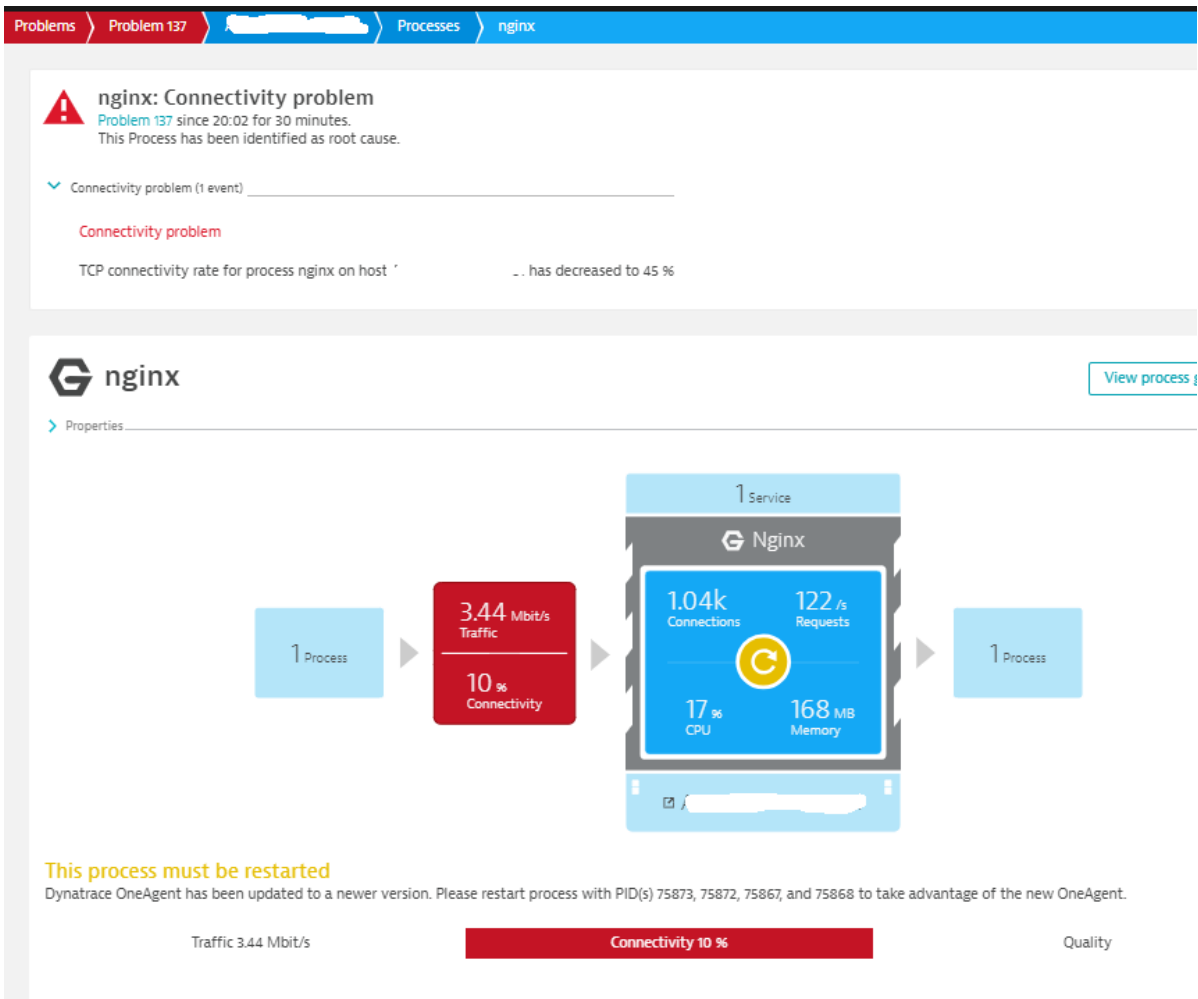 Problems Problem 137 Processes nginx
nginx: Connectivity problem
Problem 137 since 20:02 for 30 minutes.
This Process has been identified as root cause.
Connectivity problem (1 event)
Connectivity problem
TCP connectivity rate for process nginx on host has decreased to 45 %
nginx
View process
Properties
1 Service
Nginx
1 Process
3.44 Mbit/s
Traffic
10 %
Connectivity
1.04k
Connections
122 /s
Requests
17 %
CPU
168 MB
Memory
1 Process
This process must be restarted
Dynatrace OneAgent has been updated to a newer version. Please restart process with PID(s) 75873, 75872, 75867, and 75868 to take advantage of the new OneAgent.
Traffic 3.44 Mbit/s Connectivity 10 % Quality